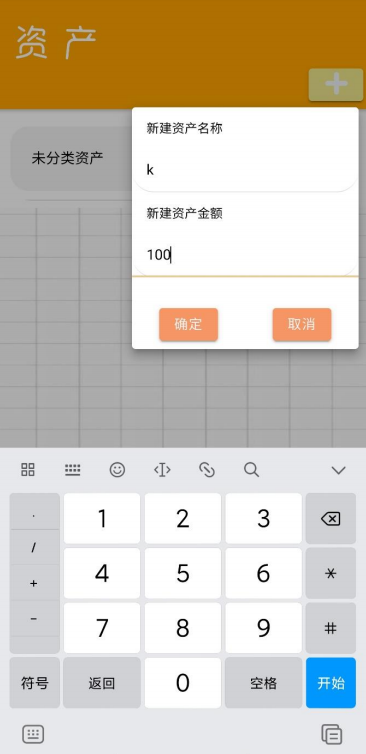 资产
新建资产名称
未分类资产
k
新建资产金额
100
确定 取消
. 1 2 3
/
+ 4 5 6 *
- 7 8 9 #
符号 返回 0 空格 开始